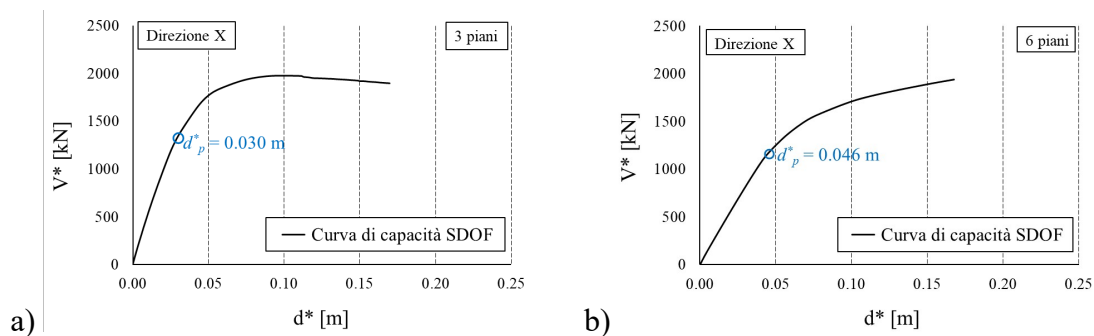 2500
2000
1500
1000
500
0
V* [kN]
Direzione X
3 piani
d*p = 0.030 m
Curva di capacità SDOF
0.00 0.05 0.10 0.15 0.20 0.25
d* [m]
a)
2500
2000
1500
1000
500
0
V* [kN]
Direzione X
6 piani
d*p = 0.046 m
Curva di capacità SDOF
0.00 0.05 0.10 0.15 0.20 0.25
d* [m]
b)